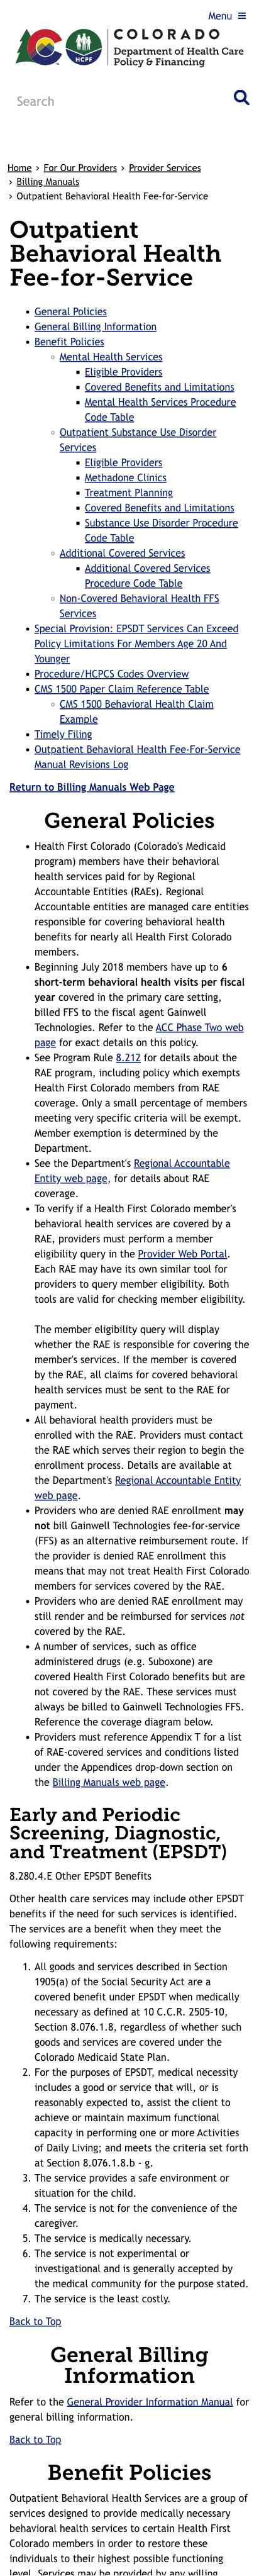 Menu ≡
COLORADO
Department of Health Care
Policy & Financing
HCPF
Search
Home › For Our Providers › Provider Services
› Billing Manuals
› Outpatient Behavioral Health Fee-for-Service
Outpatient
Behavioral Health
Fee-for-Service
• General Policies
• General Billing Information
• Benefit Policies
◦ Mental Health Services
▪ Eligible Providers
▪ Covered Benefits and Limitations
▪ Mental Health Services Procedure
Code Table
◦ Outpatient Substance Use Disorder
Services
▪ Eligible Providers
▪ Methadone Clinics
▪ Treatment Planning
▪ Covered Benefits and Limitations
▪ Substance Use Disorder Procedure
Code Table
◦ Additional Covered Services
▪ Additional Covered Services
Procedure Code Table
◦ Non-Covered Behavioral Health FFS
Services
• Special Provision: EPSDT Services Can Exceed
Policy Limitations For Members Age 20 And
Younger
• Procedure/HCPCS Codes Overview
• CMS 1500 Paper Claim Reference Table
◦ CMS 1500 Behavioral Health Claim
Example
• Timely Filing
• Outpatient Behavioral Health Fee-For-Service
Manual Revisions Log
Return to Billing Manuals Web Page
General Policies
• Health First Colorado (Colorado's Medicaid
program) members have their behavioral
health services paid for by Regional
Accountable Entities (RAEs). Regional
Accountable entities are managed care entities
responsible for covering behavioral health
benefits for nearly all Health First Colorado
members.
• Beginning July 2018 members have up to 6
short-term behavioral health visits per fiscal
year covered in the primary care setting,
billed FFS to the fiscal agent Gainwell
Technologies. Refer to the ACC Phase Two web
page for exact details on this policy.
• See Program Rule 8.212 for details about the
RAE program, including policy which exempts
Health First Colorado members from RAE
coverage. Only a small percentage of members
meeting very specific criteria will be exempt.
Member exemption is determined by the
Department.
• See the Department's Regional Accountable
Entity web page, for details about RAE
coverage.
• To verify if a Health First Colorado member's
behavioral health services are covered by a
RAE, providers must perform a member
eligibility query in the Provider Web Portal.
Each RAE may have its own similar tool for
providers to query member eligibility. Both
tools are valid for checking member eligibility.
The member eligibility query will display
whether the RAE is responsible for covering the
member's services. If the member is covered
by the RAE, all claims for covered behavioral
health services must be sent to the RAE for
payment.
• All behavioral health providers must be
enrolled with the RAE. Providers must contact
the RAE which serves their region to begin the
enrollment process. Details are available at
the Department's Regional Accountable Entity
web page.
• Providers who are denied RAE enrollment may
not bill Gainwell Technologies fee-for-service
(FFS) as an alternative reimbursement route. If
the provider is denied RAE enrollment this
means that may not treat Health First Colorado
members for services covered by the RAE.
• Providers who are denied RAE enrollment may
still render and be reimbursed for services not
covered by the RAE.
• A number of services, such as office
administered drugs (e.g. Suboxone) are
covered Health First Colorado benefits but are
not covered by the RAE. These services must
always be billed to Gainwell Technologies FFS.
Reference the coverage diagram below.
• Providers must reference Appendix T for a list
of RAE-covered services and conditions listed
under the Appendices drop-down section on
the Billing Manuals web page.
Early and Periodic
Screening, Diagnostic,
and Treatment (EPSDT)
8.280.4.E Other EPSDT Benefits
Other health care services may include other EPSDT
benefits if the need for such services is identified.
The services are a benefit when they meet the
following requirements:
1. All goods and services described in Section
1905(a) of the Social Security Act are a
covered benefit under EPSDT when medically
necessary as defined at 10 C.C.R. 2505-10,
Section 8.076.1.8, regardless of whether such
goods and services are covered under the
Colorado Medicaid State Plan.
2. For the purposes of EPSDT, medical necessity
includes a good or service that will, or is
reasonably expected to, assist the client to
achieve or maintain maximum functional
capacity in performing one or more Activities
of Daily Living; and meets the criteria set forth
at Section 8.076.1.8.b - g.
3. The service provides a safe environment or
situation for the child.
4. The service is not for the convenience of the
caregiver.
5. The service is medically necessary.
6. The service is not experimental or
investigational and is generally accepted by
the medical community for the purpose stated.
7. The service is the least costly.
Back to Top
General Billing
Information
Refer to the General Provider Information Manual for
general billing information.
Back to Top
Benefit Policies
Outpatient Behavioral Health Services are a group of
services designed to provide medically necessary
behavioral health services to certain Health First
Colorado members in order to restore these
individuals to their highest possible functioning
level. Services may be provided by any willing